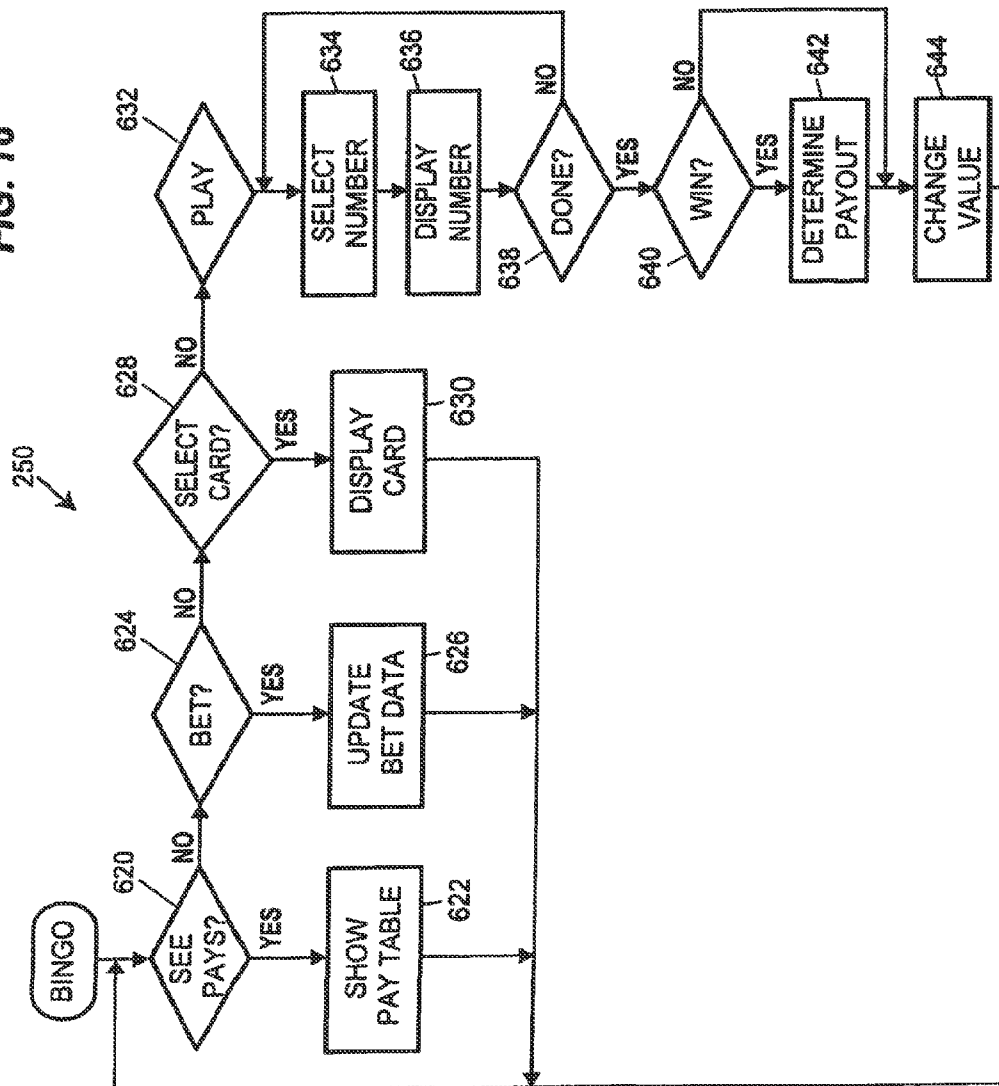 FIG.
250
BINGO
620
SEE
PAYS?
YES
NO
622
SHOW
PAY TABLE
624
BET?
YES
NO
626
UPDATE
BET DATA
628
SELECT
CARD?
YES
NO
630
DISPLAY
CARD
632
PLAY
634
SELECT
NUMBER
636
DISPLAY
NUMBER
638
DONE?
NO
YES
640
WIN?
NO
YES
642
DETERMINE
PAYOUT
644
CHANGE
VALUE